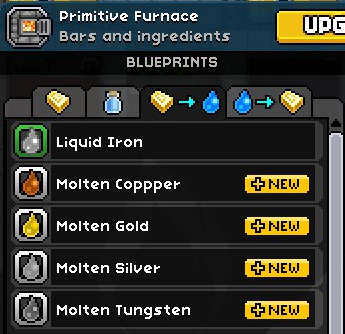 Primitive Furnace
Bars and ingredients
UPG
BLUEPRINTS
Liquid Iron
Molten Coppper
NEW
Molten Gold
NEW
Molten Silver
NEW
Molten Tungsten
NEW